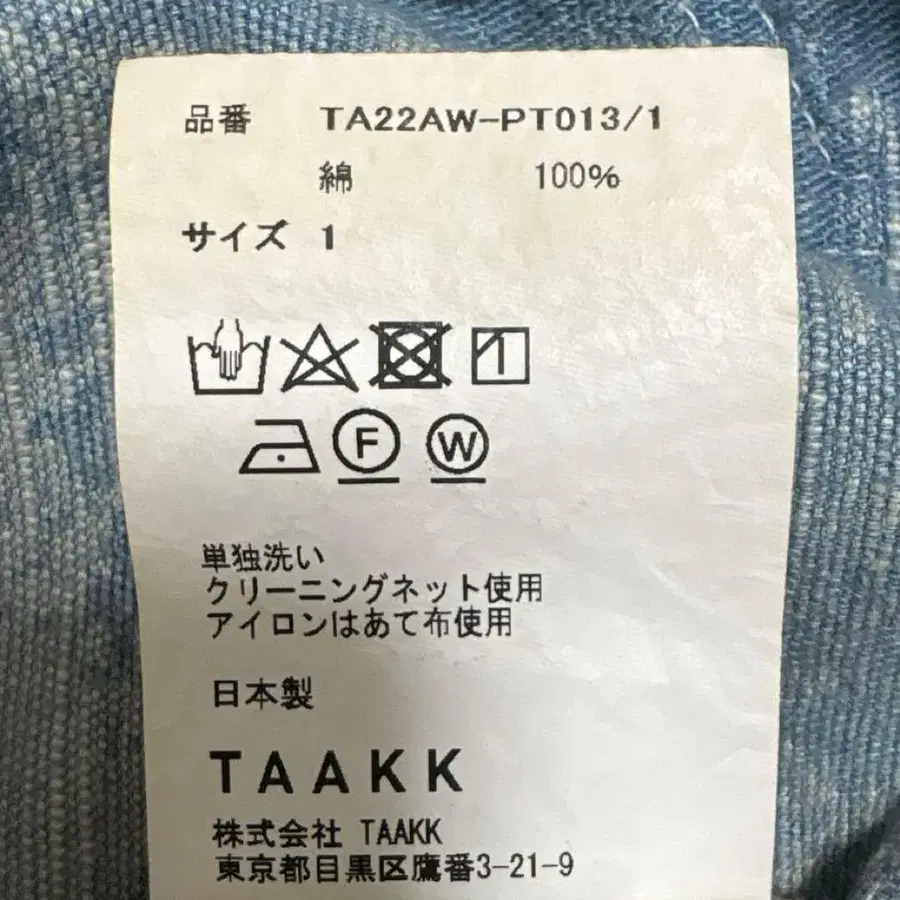 品番 TA22AW-PT013/1
綿 100%
サイズ 1
F W
単独洗い
クリーニングネット使用
アイロンはあて布使用
日本製
TAAKK
株式会社 TAAKK
東京都目黒区鷹番3-21-9